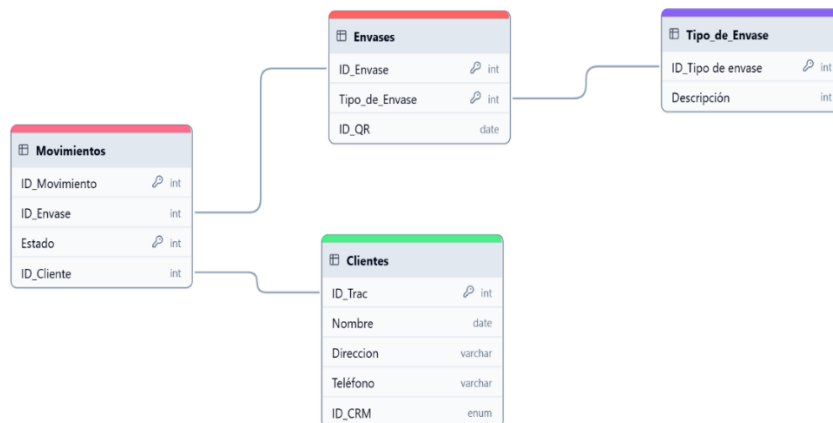 Envases
ID_Envase int
Tipo_de_Envase int
ID_QR date
Tipo_de_Envase
ID_Tipo de envase int
Descripción int
Movimientos
ID_Movimiento int
ID_Envase int
Estado int
ID_Cliente int
Clientes
ID_Trac int
Nombre date
Direccion varchar
Teléfono varchar
ID_CRM enum